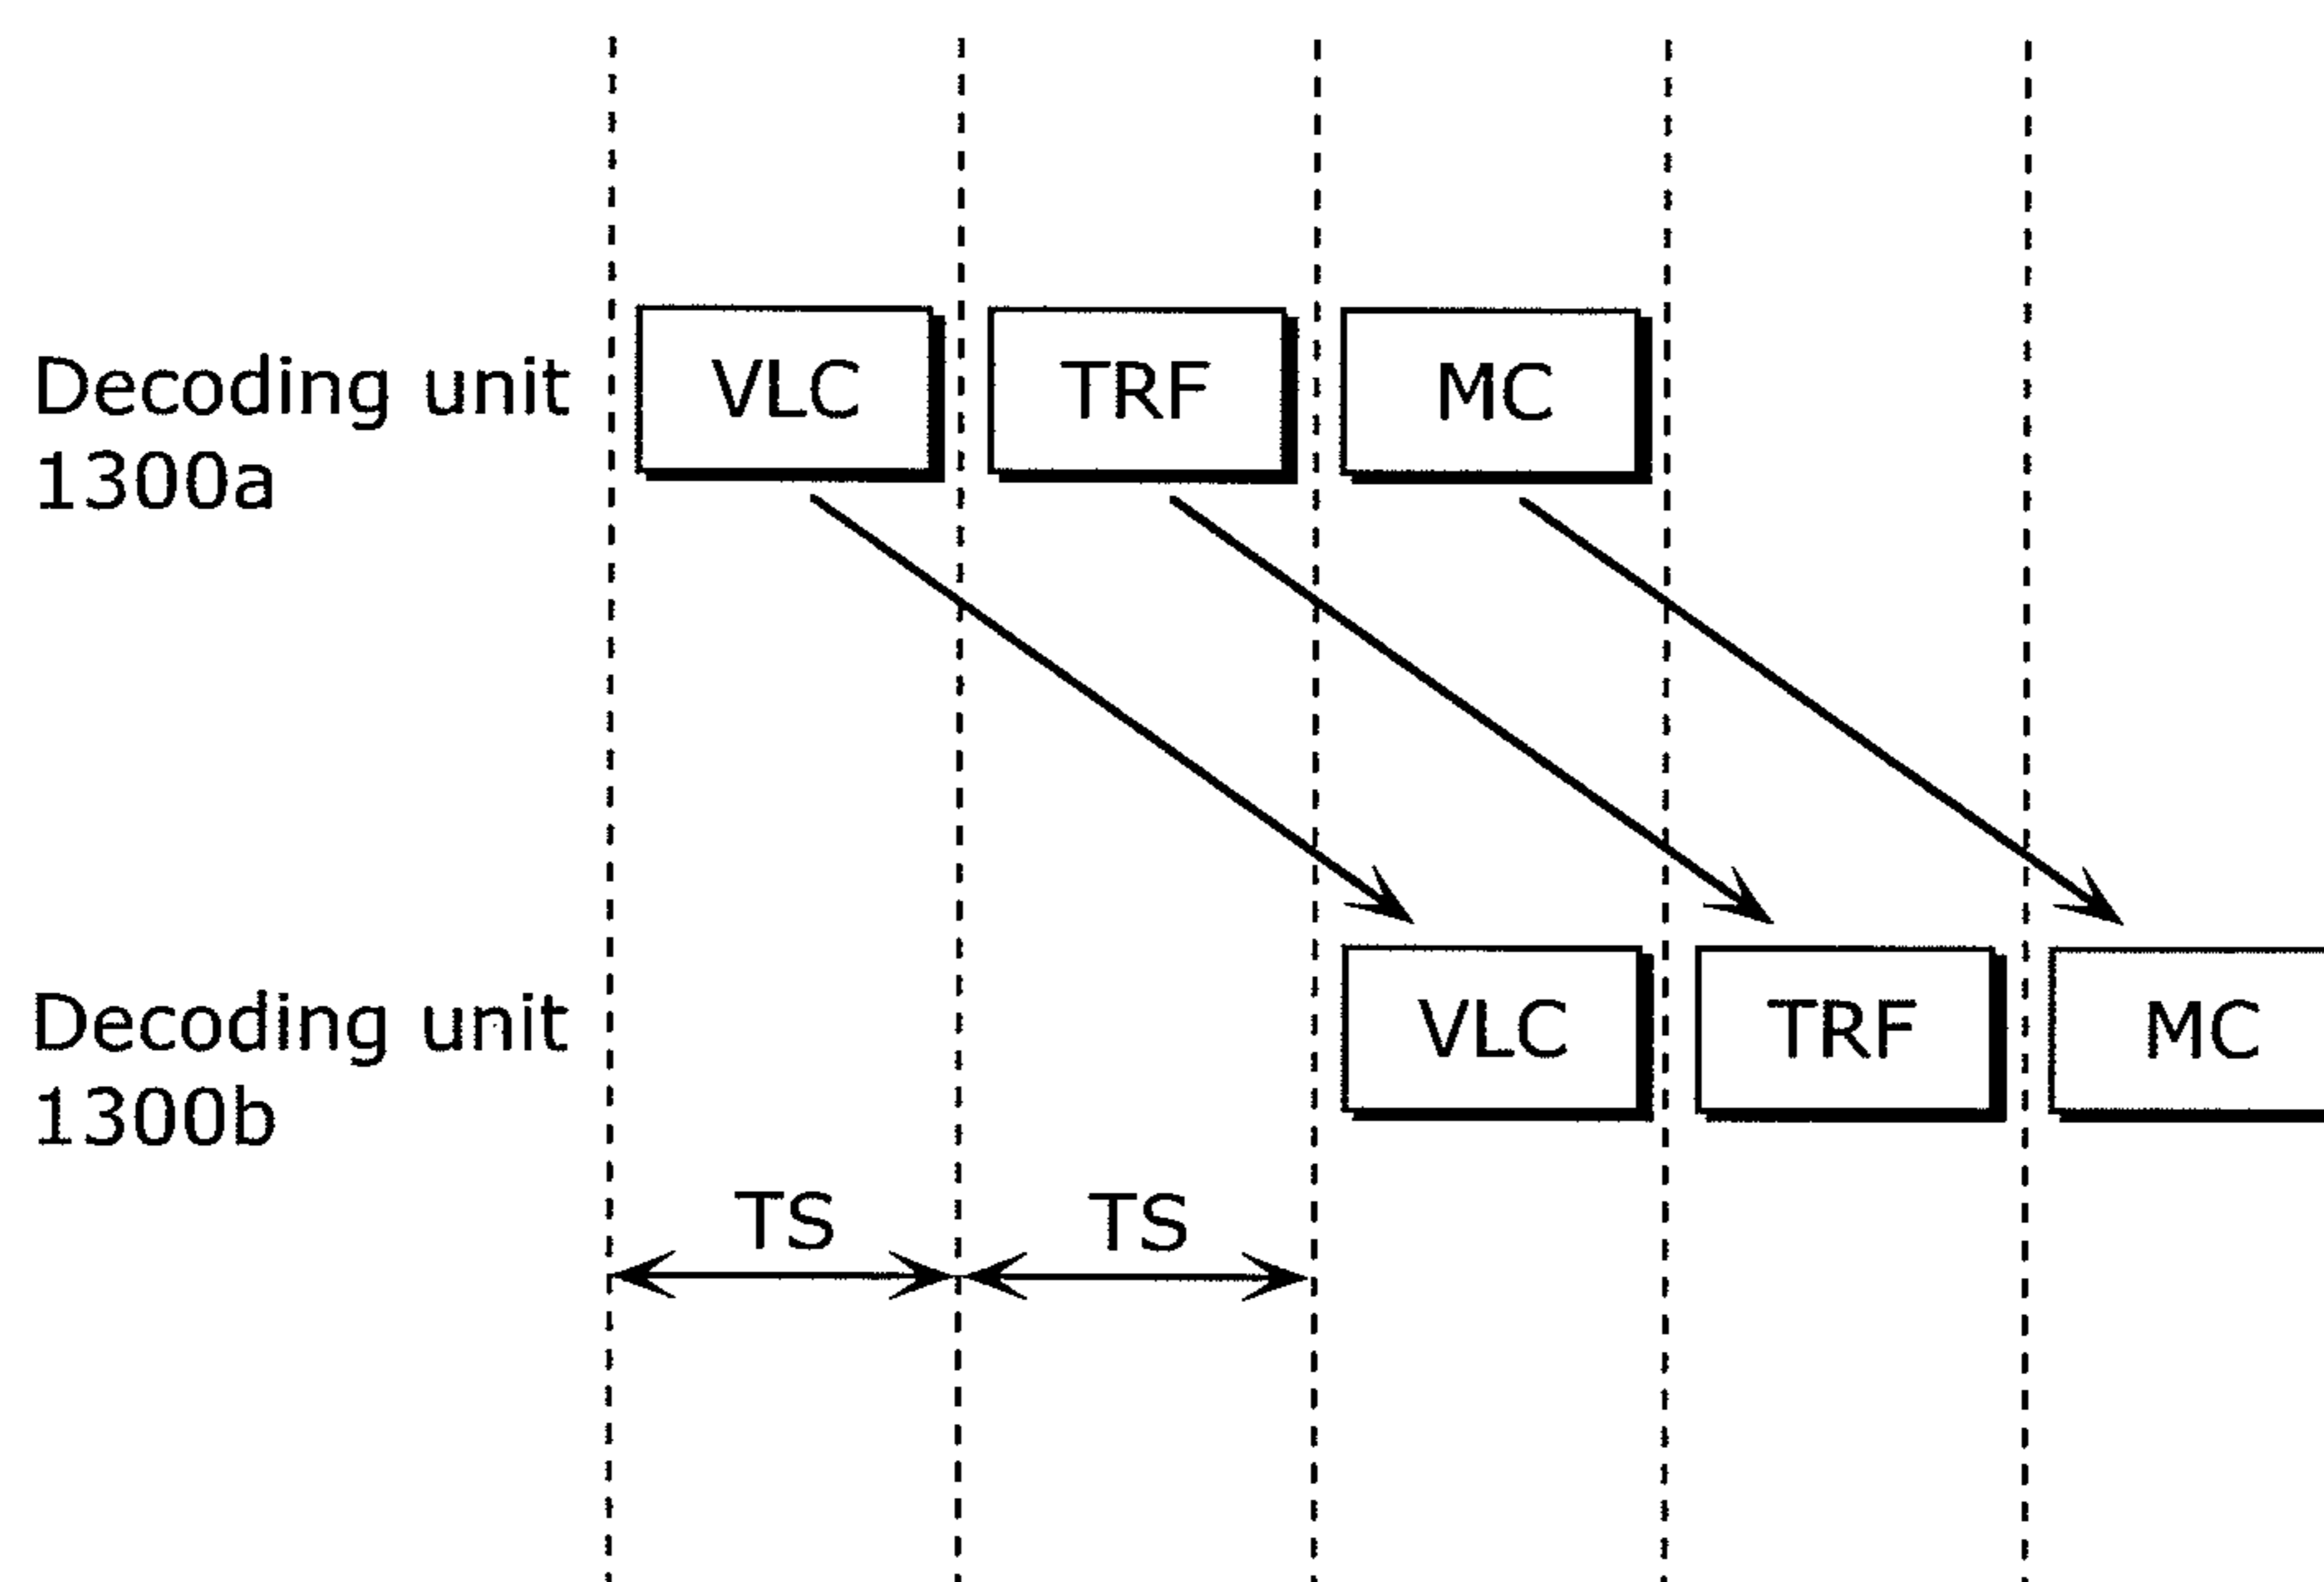 Decoding unit
1300a
VLC
TRF
MC
Decoding unit
1300b
VLC
TRF
MC
TS
TS